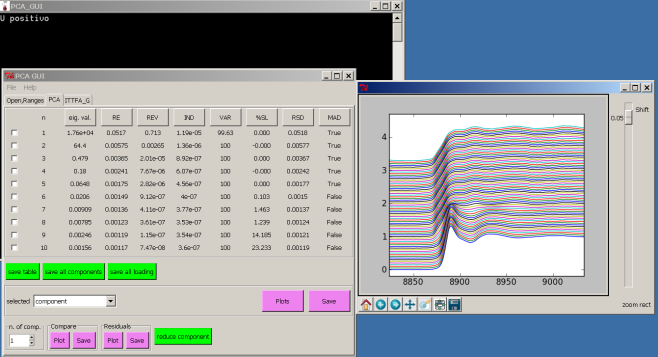 PCA_GUI
U positivo
PCA GUI
File Help
Open,Ranges PCA ITTFA_G
n eig. val. RE REV IND VAR %SL RSD MAD
1 1.76e+04 0.0517 0.713 1.19e-05 99.63 0.000 0.0518 True
2 64.4 0.00575 0.00265 1.36e-06 100 -0.000 0.00577 True
3 0.479 0.00365 2.01e-05 8.92e-07 100 0.000 0.00367 True
4 0.18 0.00241 7.67e-06 6.07e-07 100 -0.000 0.00242 True
5 0.0648 0.00175 2.82e-06 4.56e-07 100 0.000 0.00175 True
6 0.0206 0.00149 9.12e-07 4e-07 100 0.103 0.0015 False
7 0.00909 0.00136 4.11e-07 3.77e-07 100 1.463 0.00137 False
8 0.00785 0.00123 3.61e-07 3.53e-07 100 1.239 0.00124 False
9 0.00246 0.00119 1.15e-07 3.54e-07 100 14.185 0.00121 False
10 0.00156 0.00117 7.47e-08 3.6e-07 100 23.233 0.00119 False
save table save all components save all loading
selected component Plots Save
n. of comp. Compare Residuals
1 Plot Save Plot Save reduce component
Shift
0.05
4
3
2
1
0
8850 8900 8950 9000
zoom rect